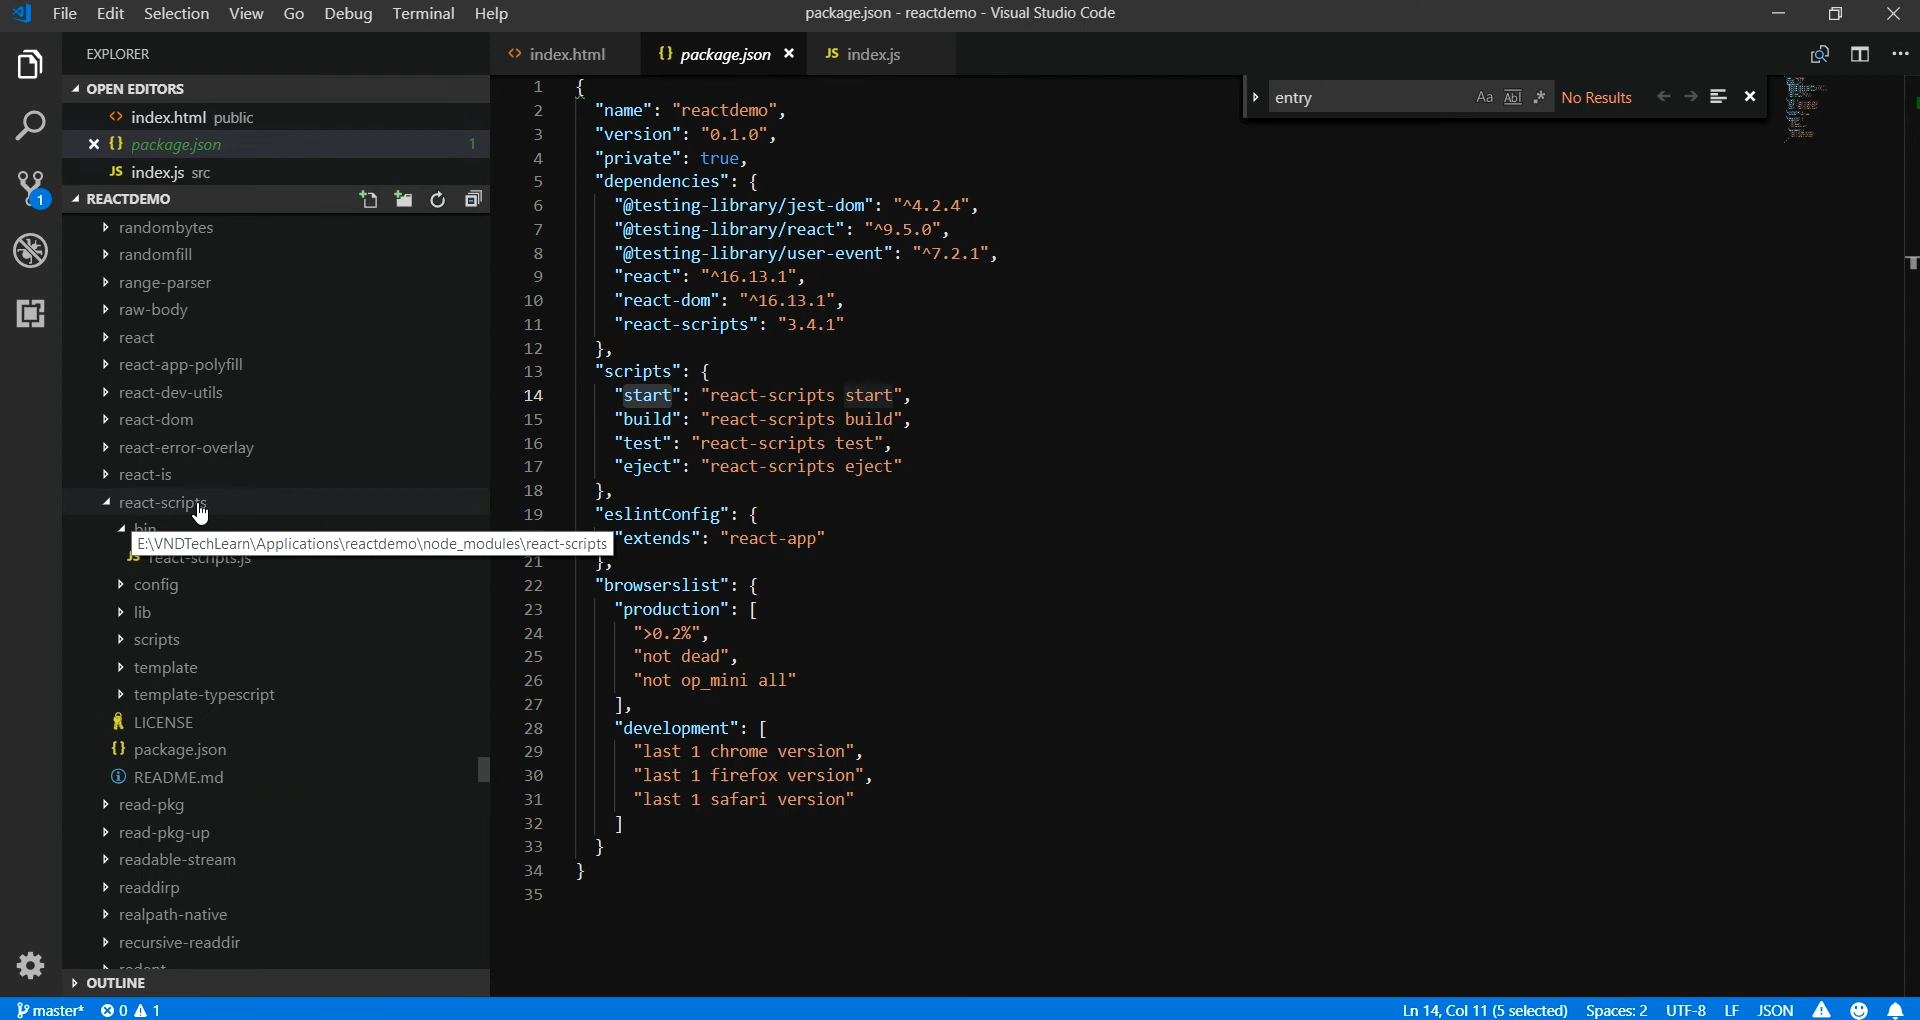 File Edit Selection View Go Debug Terminal Help
package.json - reactdemo - Visual Studio Code
EXPLORER
OPEN EDITORS
index.html public
package.json 1
JS index.js src
REACTDEMO
randombytes
randomfill
range-parser
raw-body
react
react-app-polyfill
react-dev-utils
react-dom
react-error-overlay
react-is
react-scripts
bin
E:\VNDTechLearn\Applications\reactdemo\node_modules\react-scripts
JS react-scripts.js
config
lib
scripts
template
template-typescript
LICENSE
{} package.json
README.md
read-pkg
read-pkg-up
readable-stream
readdirp
realpath-native
recursive-readdir
OUTLINE
1
<> index.html {} package.json JS index.js
entry Aa Abl .* No Results
1 {
2 "name": "reactdemo",
3 "version": "0.1.0",
4 "private": true,
5 "dependencies": {
6 "@testing-library/jest-dom": "^4.2.4",
7 "@testing-library/react": "^9.5.0",
8 "@testing-library/user-event": "^7.2.1",
9 "react": "^16.13.1",
10 "react-dom": "^16.13.1",
11 "react-scripts": "3.4.1"
12 },
13 "scripts": {
14 "start": "react-scripts start",
15 "build": "react-scripts build",
16 "test": "react-scripts test",
17 "eject": "react-scripts eject"
18 },
19 "eslintConfig": {
"extends": "react-app"
21 },
22 "browserslist": {
23 "production": [
24 ">0.2%",
25 "not dead",
26 "not op_mini all"
27 ],
28 "development": [
29 "last 1 chrome version",
30 "last 1 firefox version",
31 "last 1 safari version"
32 ]
33 }
34 }
35
master* 0 1
Ln 14, Col 11 (5 selected) Spaces: 2 UTF-8 LF JSON